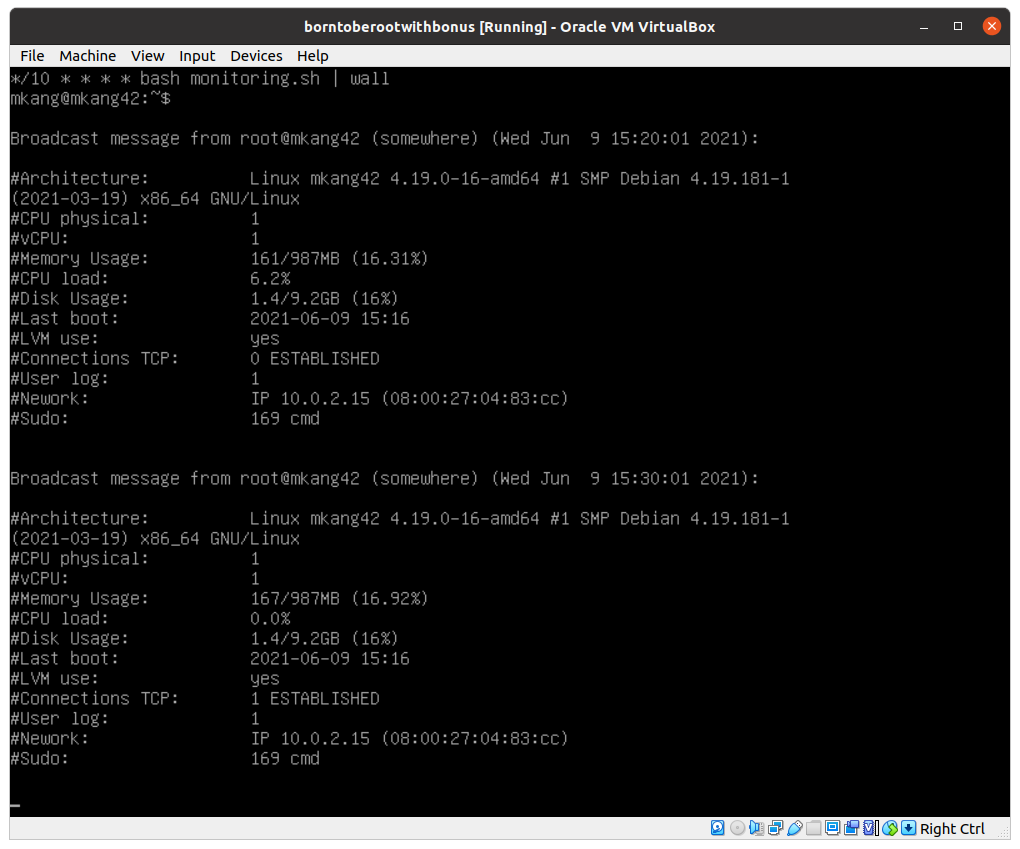 borntoberootwithbonus [Running] - Oracle VM VirtualBox
File Machine View Input Devices Help
*/10 * * * * bash monitoring.sh | wall
mkang@mkang42:~$
Broadcast message from root@mkang42 (somewhere) (Wed Jun  9 15:20:01 2021):
#Architecture:          Linux mkang42 4.19.0-16-amd64 #1 SMP Debian 4.19.181-1
(2021-03-19) x86_64 GNU/Linux
#CPU physical:          1
#vCPU:                  1
#Memory Usage:          161/987MB (16.31%)
#CPU load:              6.2%
#Disk Usage:            1.4/9.2GB (16%)
#Last boot:             2021-06-09 15:16
#LVM use:               yes
#Connections TCP:       0 ESTABLISHED
#User log:              1
#Nework:                IP 10.0.2.15 (08:00:27:04:83:cc)
#Sudo:                  169 cmd
Broadcast message from root@mkang42 (somewhere) (Wed Jun  9 15:30:01 2021):
#Architecture:          Linux mkang42 4.19.0-16-amd64 #1 SMP Debian 4.19.181-1
(2021-03-19) x86_64 GNU/Linux
#CPU physical:          1
#vCPU:                  1
#Memory Usage:          167/987MB (16.92%)
#CPU load:              0.0%
#Disk Usage:            1.4/9.2GB (16%)
#Last boot:             2021-06-09 15:16
#LVM use:               yes
#Connections TCP:       1 ESTABLISHED
#User log:              1
#Nework:                IP 10.0.2.15 (08:00:27:04:83:cc)
#Sudo:                  169 cmd
Right Ctrl